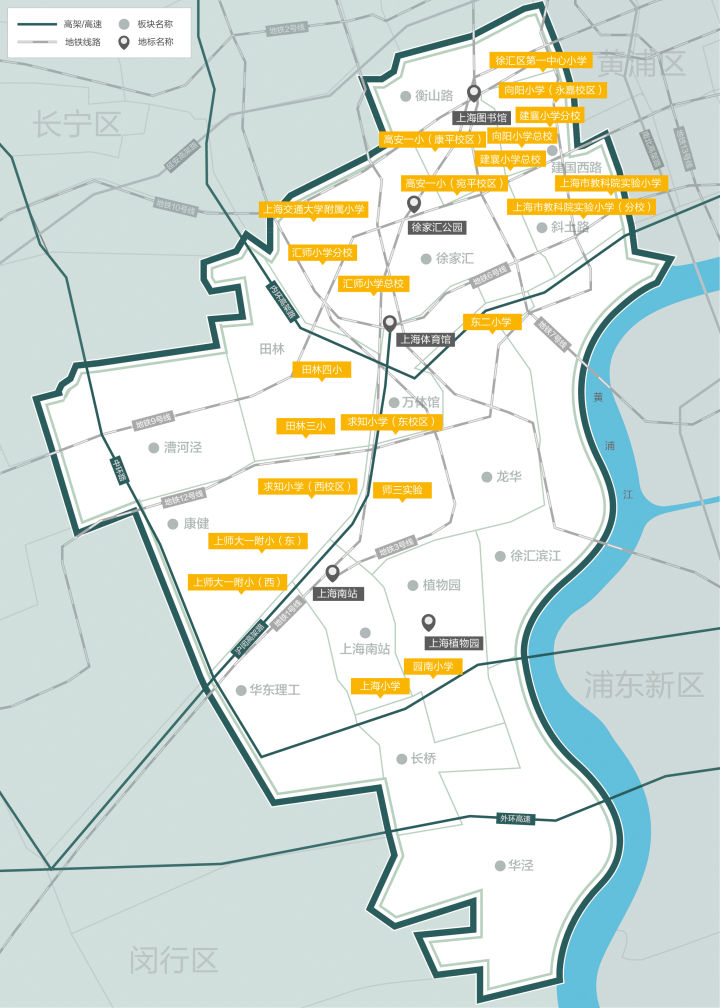 高架/高速
板块名称
地铁线路
地标名称
地铁2号线
徐汇区第一中心小学
黄浦区
衡山路
向阳小学（永嘉校区）
长宁区
上海图书馆
建襄小学分校
高安一小（康平校区）
向阳小学总校
建襄小学总校
建国西路
高安一小（宛平校区）
上海市教科院实验小学
地铁10号线
上海交通大学附属小学
上海市教科院实验小学（分校）
徐家汇公园
斜土路
汇师小学分校
徐家汇
地铁6号线
汇师小学总校
内环高架路
东二小学
上海体育馆
地铁7号线
田林
田林四小
黄
浦
江
万体馆
地铁9号线
田林三小
求知小学（东校区）
漕河泾
中环路
龙华
求知小学（西校区）
师三实验
地铁12号线
康健
上师大一附小（东）
地铁3号线
徐汇滨江
上师大一附小（西）
上海南站
植物园
地铁1号线
沪闵高架路
上海植物园
上海南站
圆南小学
上海小学
浦东新区
华东理工
长桥
外环高速
华泾
闵行区